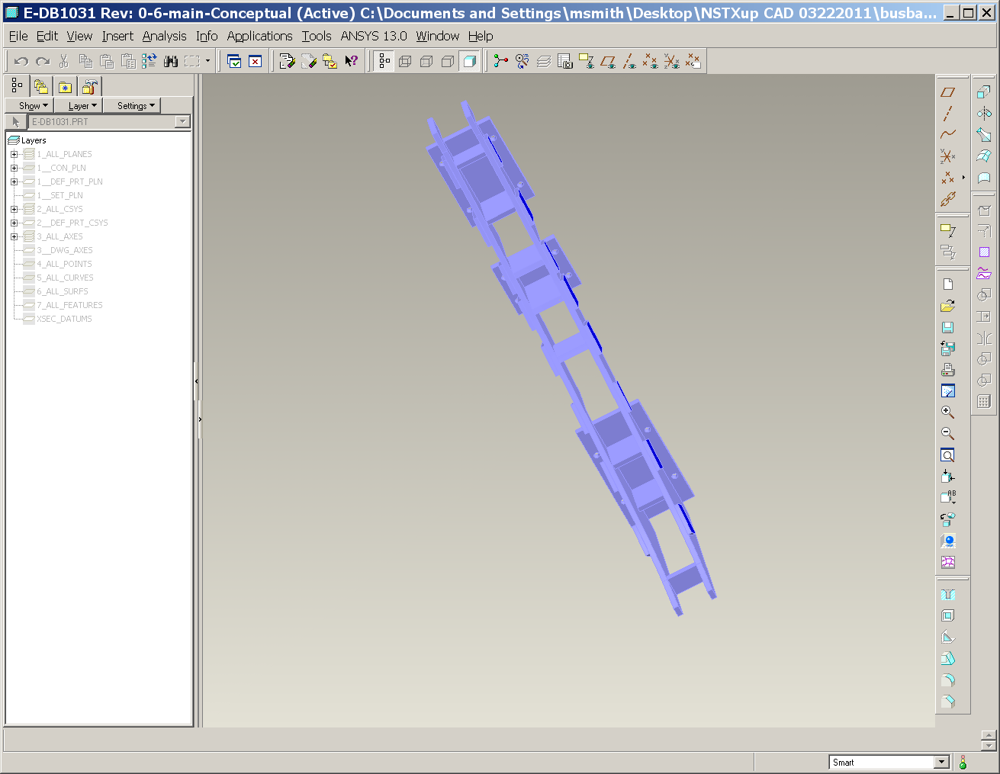 E-DB1031 Rev: 0-6-main-Conceptual (Active) C:\Documents and Settings\msmith\Desktop\NSTXup CAD 03222011\busba...
File Edit View Insert Analysis Info Applications Tools ANSYS 13.0 Window Help
Show Layer Settings
E-DB1031.PRT
Layers
1_ALL_PLANES
1__CON_PLN
1__DEF_PRT_PLN
1__SET_PLN
2_ALL_CSYS
2__DEF_PRT_CSYS
3_ALL_AXES
3__DWG_AXES
4_ALL_POINTS
5_ALL_CURVES
6_ALL_SURFS
7_ALL_FEATURES
XSEC_DATUMS
AB
Smart